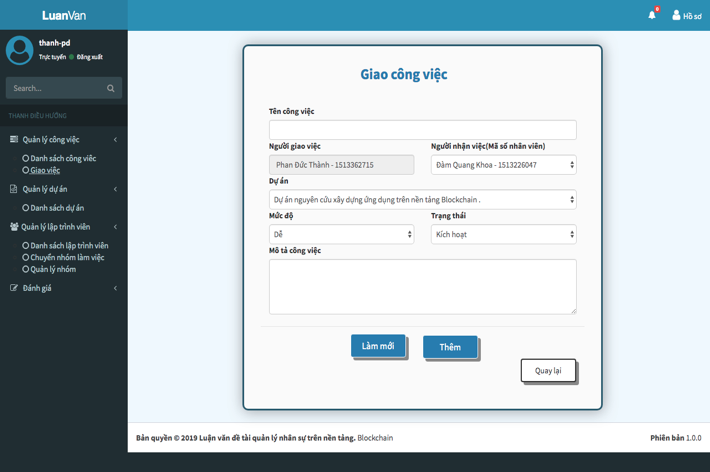 LuanVan
0
Hồ sơ
thanh-pd
Trực tuyến Đăng xuất
Search...
THANH ĐIỀU HƯỚNG
Quản lý công việc
Danh sách công việc
Giao việc
Quản lý dự án
Danh sách dự án
Quản lý lập trình viên
Danh sách lập trình viên
Chuyển nhóm làm việc
Quản lý nhóm
Đánh giá
Giao công việc
Tên công việc
Người giao việc Người nhận việc(Mã số nhân viên)
Phan Đức Thành - 1513362715 Đàm Quang Khoa - 1513226047
Dự án
Dự án nguyên cứu xây dựng ứng dụng trên nền tảng Blockchain .
Mức độ Trạng thái
Dễ Kích hoạt
Mô tả công việc
Làm mới Thêm
Quay lại
Bản quyền © 2019 Luận văn đề tài quản lý nhân sự trên nền tảng. Blockchain Phiên bản 1.0.0